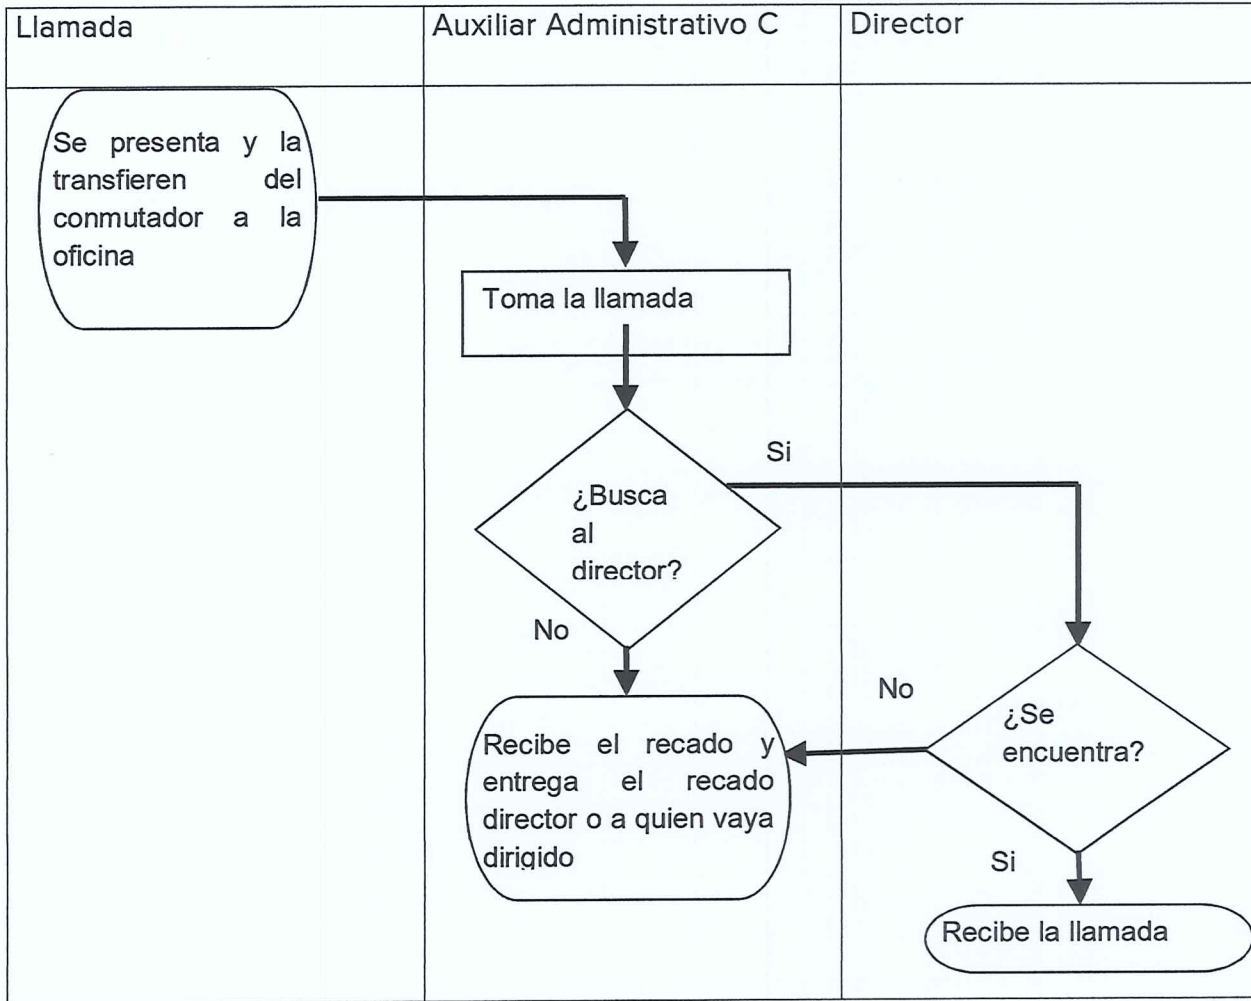 Llamada
Auxiliar Administrativo C
Director
Se presenta y la
transfieren del
conmutador a la
oficina
Toma la llamada
Si
¿Busca
al
director?
No
No
¿Se
encuentra?
Recibe el recado y
entrega el recado
director o a quien vaya
dirigido
Si
Recibe la llamada